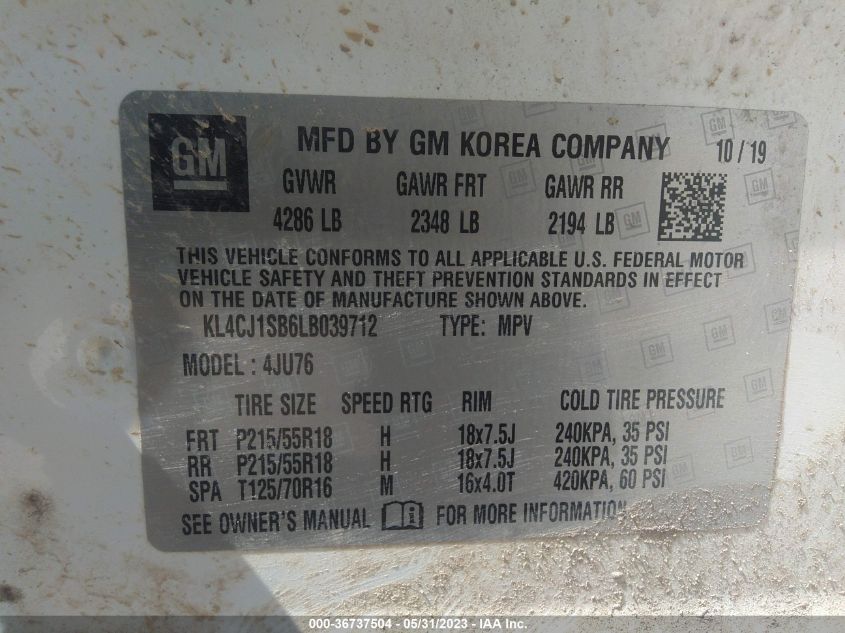 GM MFD BY GM KOREA COMPANY 10/19
GVWR GAWR FRT GAWR RR
4286 LB 2348 LB 2194 LB
THIS VEHICLE CONFORMS TO ALL APPLICABLE U.S. FEDERAL MOTOR
VEHICLE SAFETY AND THEFT PREVENTION STANDARDS IN EFFECT
ON THE DATE OF MANUFACTURE SHOWN ABOVE.
KL4CJ1SB6LB039712 TYPE: MPV
MODEL : 4JU76
TIRE SIZE SPEED RTG RIM COLD TIRE PRESSURE
FRT P215/55R18 H 18x7.5J 240KPA, 35 PSI
RR P215/55R18 H 18x7.5J 240KPA, 35 PSI
SPA T125/70R16 M 16x4.0T 420KPA, 60 PSI
SEE OWNER'S MANUAL FOR MORE INFORMATION.
000-36737504 - 05/31/2023 - IAA Inc.